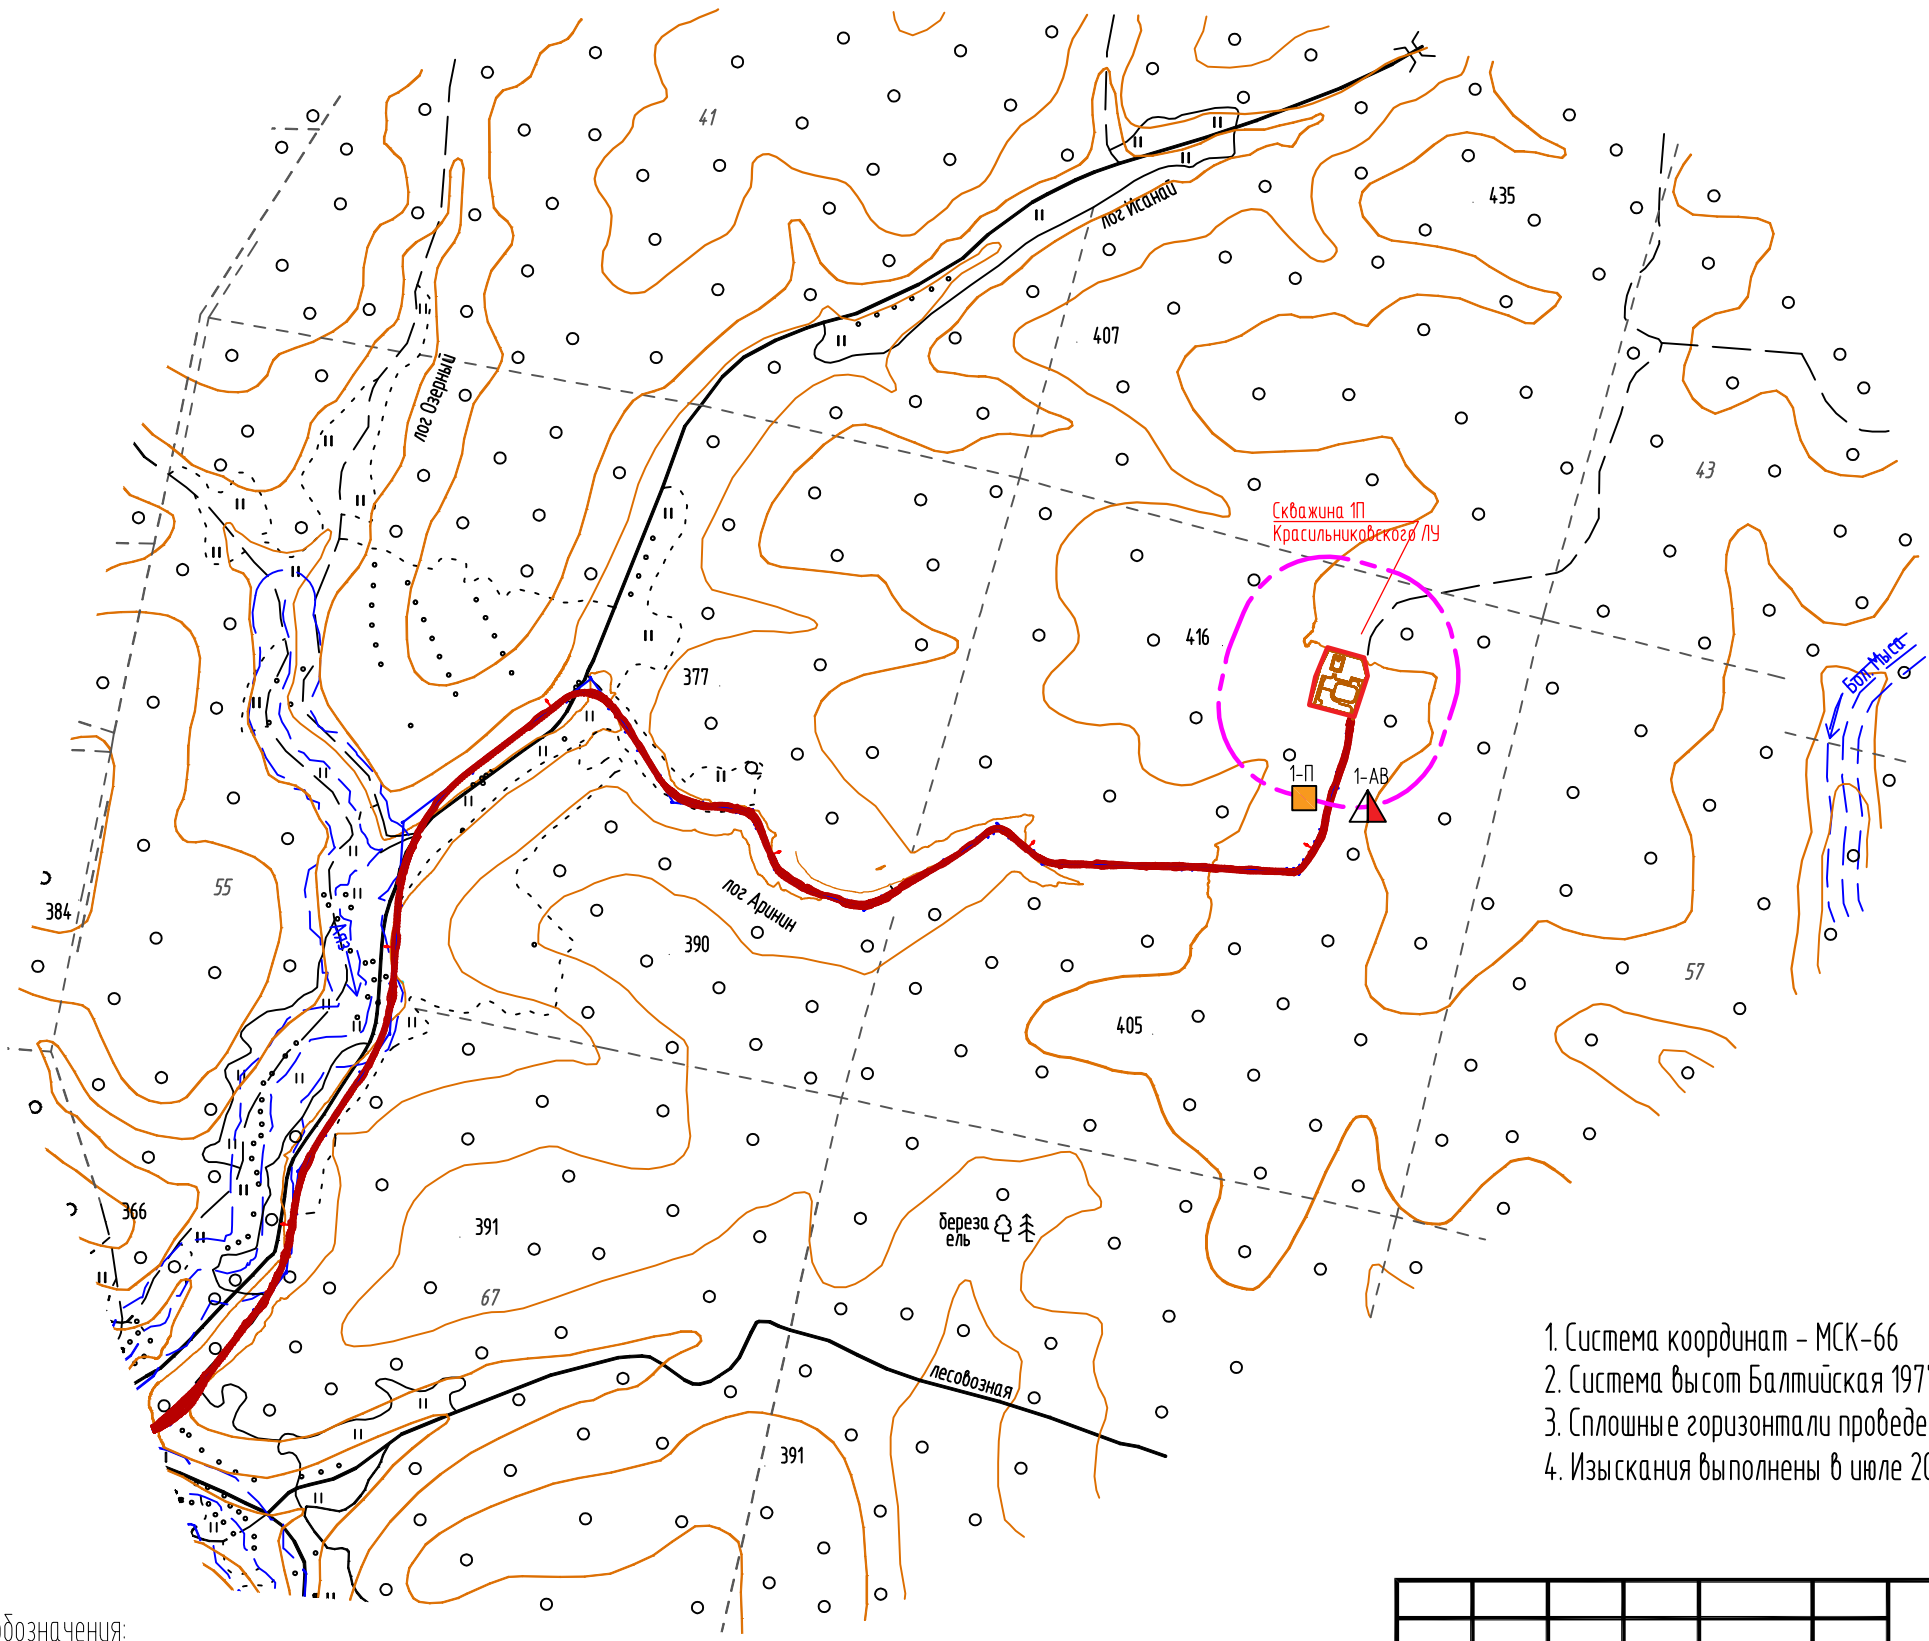 41
435
лог Исанай
407
лог Озерный
43
Скважина 1П
Красильниковского ЛУ
416
Бол. Мыса
377
1-П
1-АВ
55
384
лог Аринин
Аяз
390
57
405
366
391
береза
ель
67
лесовозная
391
1. Система координат - МСК-66
2. Система высот Балтийская 197
3. Сплошные горизонтали проведе
4. Изыскания выполнены в июле 20
обозначения: